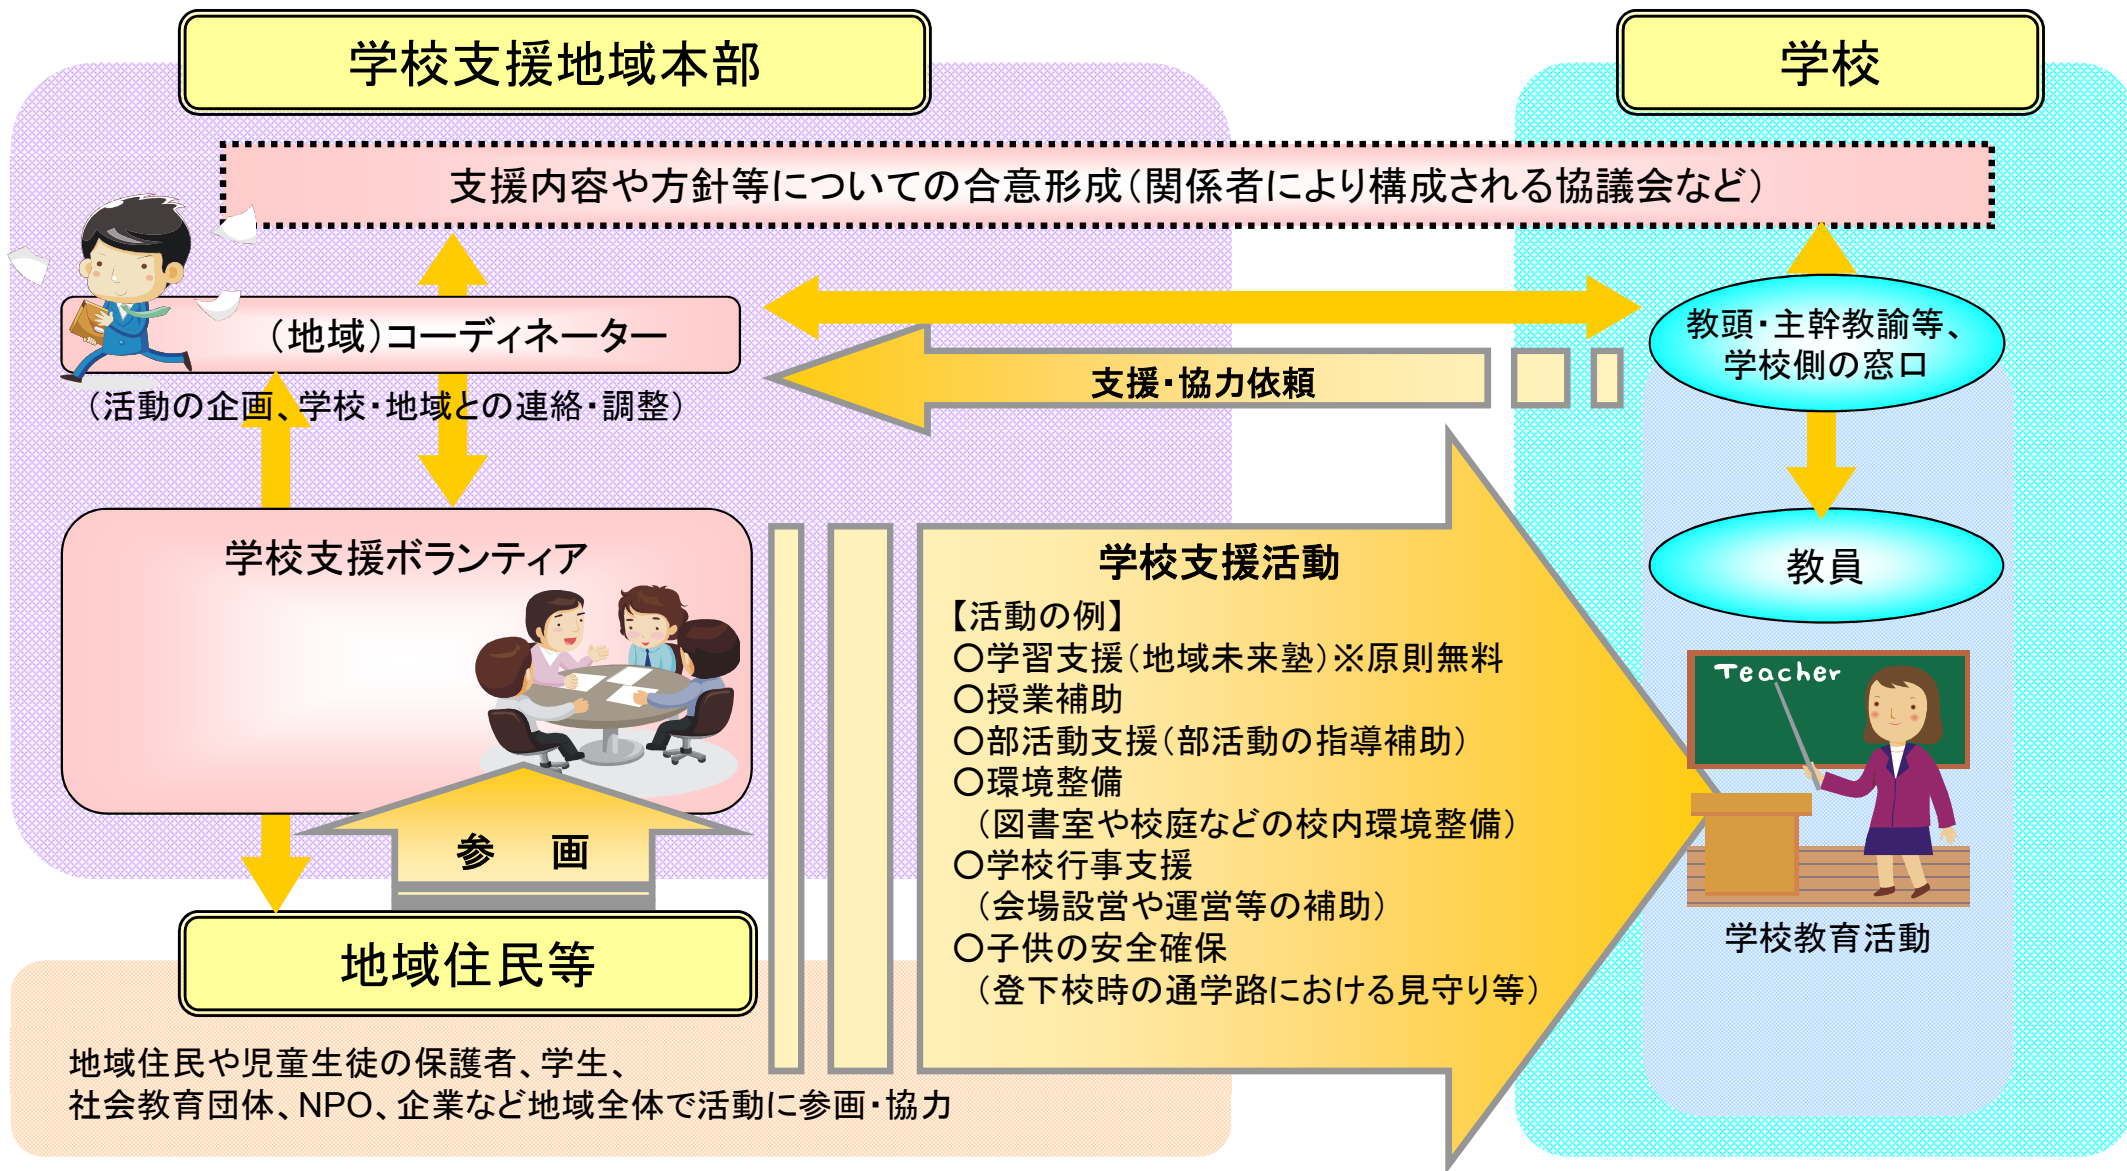 学校支援地域本部
学校
支援内容や方針等についての合意形成（関係者により構成される協議会など）
（地域）コーディネーター
（活動の企画、学校・地域との連絡・調整）
教頭・主幹教諭等、
学校側の窓口
支援・協力依頼
学校支援ボランティア
学校支援活動
【活動の例】
○学習支援（地域未来塾）※原則無料
○授業補助
○部活動支援（部活動の指導補助）
○環境整備
（図書室や校庭などの校内環境整備）
○学校行事支援
（会場設営や運営等の補助）
○子供の安全確保
（登下校時の通学路における見守り等）
教員
Teacher
学校教育活動
参　画
地域住民等
地域住民や児童生徒の保護者、学生、
社会教育団体、NPO、企業など地域全体で活動に参画・協力